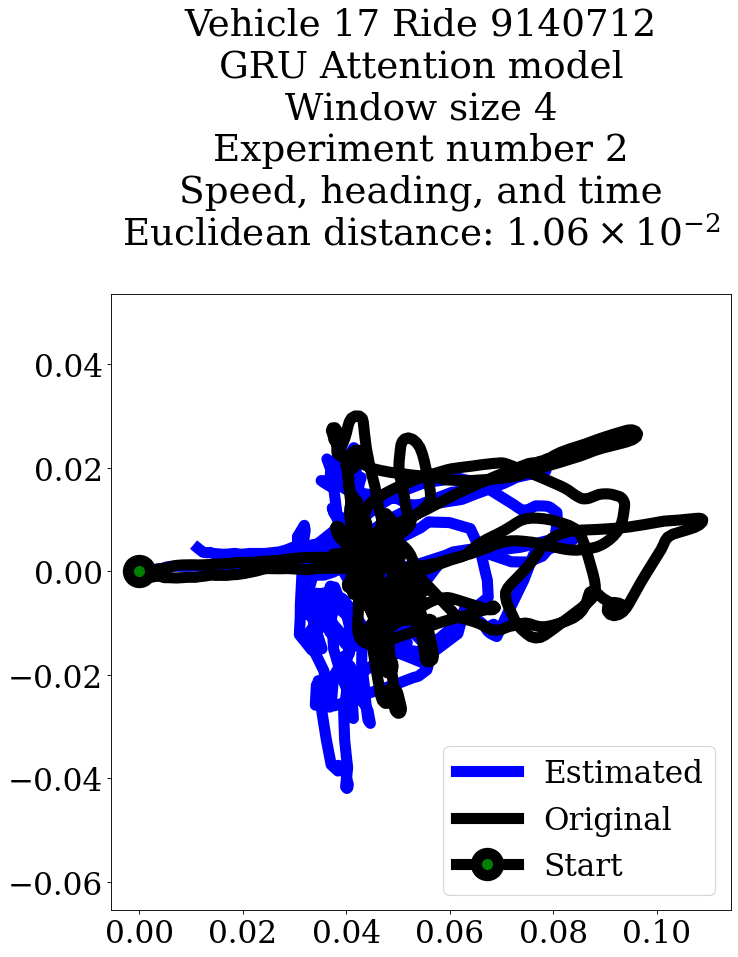 Vehicle 17 Ride 9140712
GRU Attention model
Window size 4
Experiment number 2
Speed, heading, and time
Euclidean distance: 1.06 × 10⁻²
0.04
0.02
0.00
−0.02
−0.04
−0.06
Estimated
Original
Start
0.00 0.02 0.04 0.06 0.08 0.10